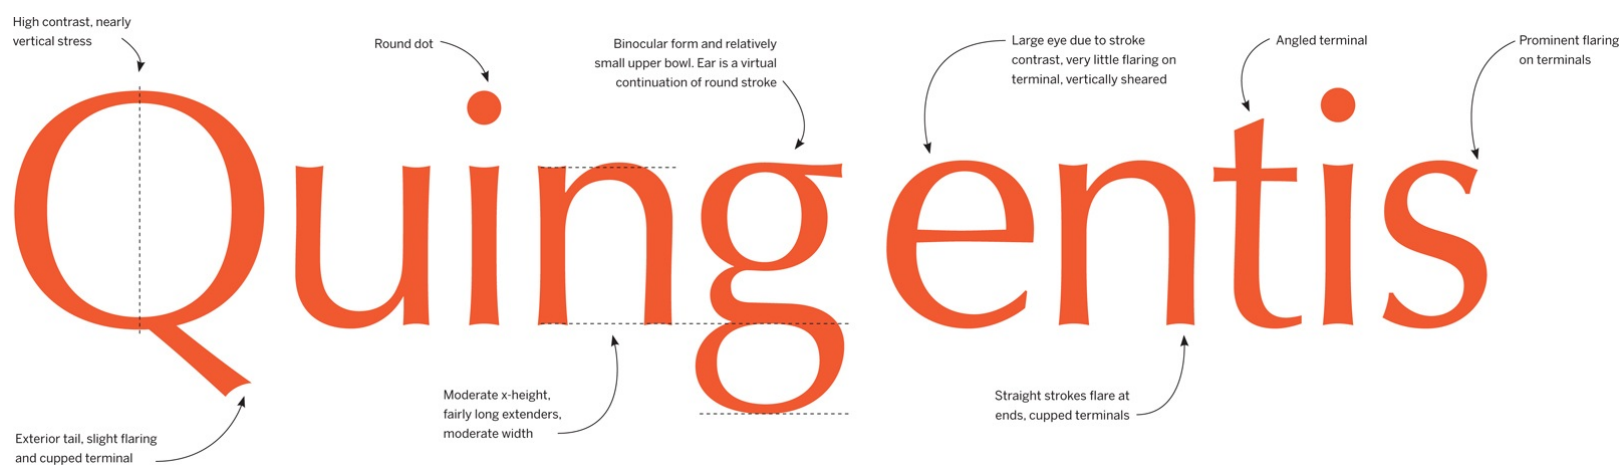 High contrast, nearly
vertical stress
Round dot
Binocular form and relatively
small upper bowl. Ear is a virtual
continuation of round stroke
Large eye due to stroke
contrast, very little flaring on
terminal, vertically sheared
Angled terminal
Prominent flaring
on terminals
Quingentis
Exterior tail, slight flaring
and cupped terminal
Moderate x-height,
fairly long extenders,
moderate width
Straight strokes flare at
ends, cupped terminals